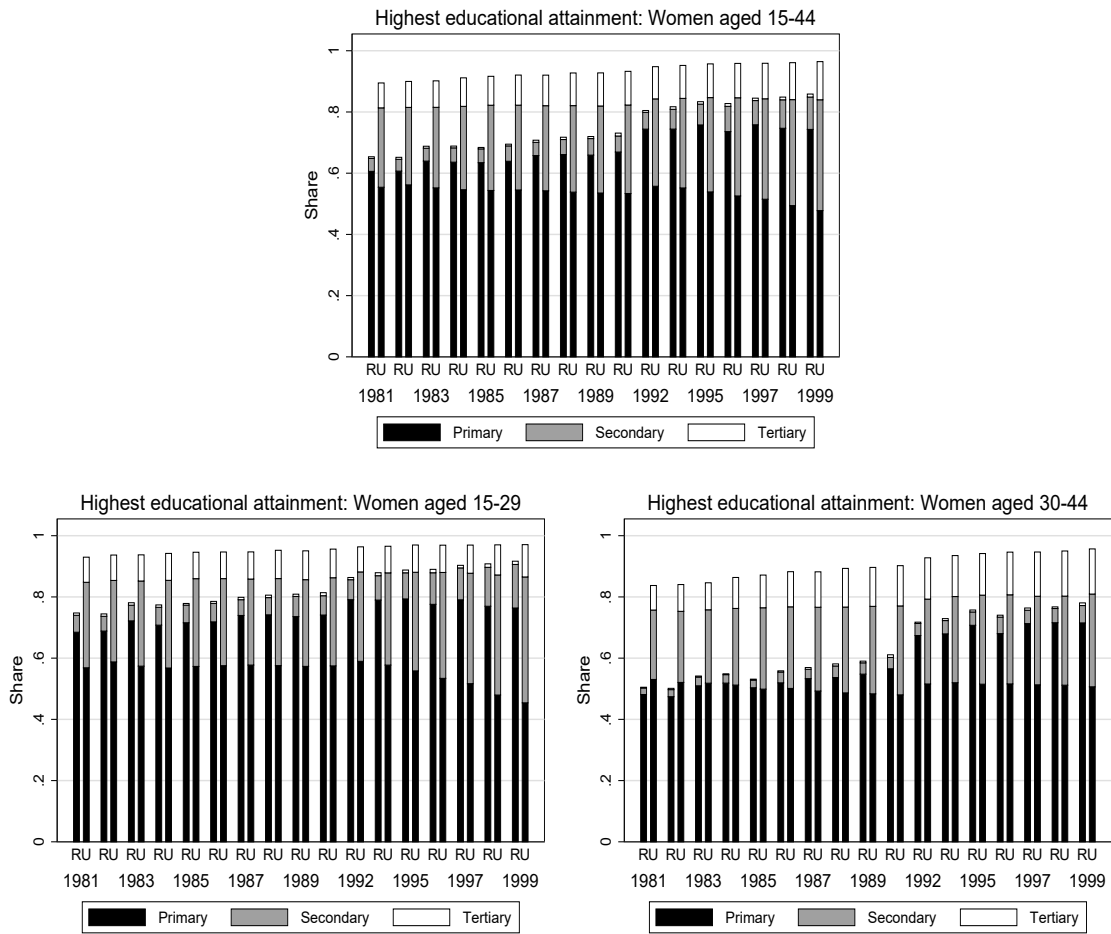 Highest educational attainment: Women aged 15-44
Share
1
.8
.6
.4
.2
0
RU RU RU RU RU RU RU RU RU RU RU RU RU RU RU RU RU
1981 1983 1985 1987 1989 1992 1995 1997 1999
Primary Secondary Tertiary
Highest educational attainment: Women aged 15-29
Share
1
.8
.6
.4
.2
0
RU RU RU RU RU RU RU RU RU RU RU RU RU RU RU RU RU
1981 1983 1985 1987 1989 1992 1995 1997 1999
Primary Secondary Tertiary
Highest educational attainment: Women aged 30-44
Share
1
.8
.6
.4
.2
0
RU RU RU RU RU RU RU RU RU RU RU RU RU RU RU RU RU
1981 1983 1985 1987 1989 1992 1995 1997 1999
Primary Secondary Tertiary